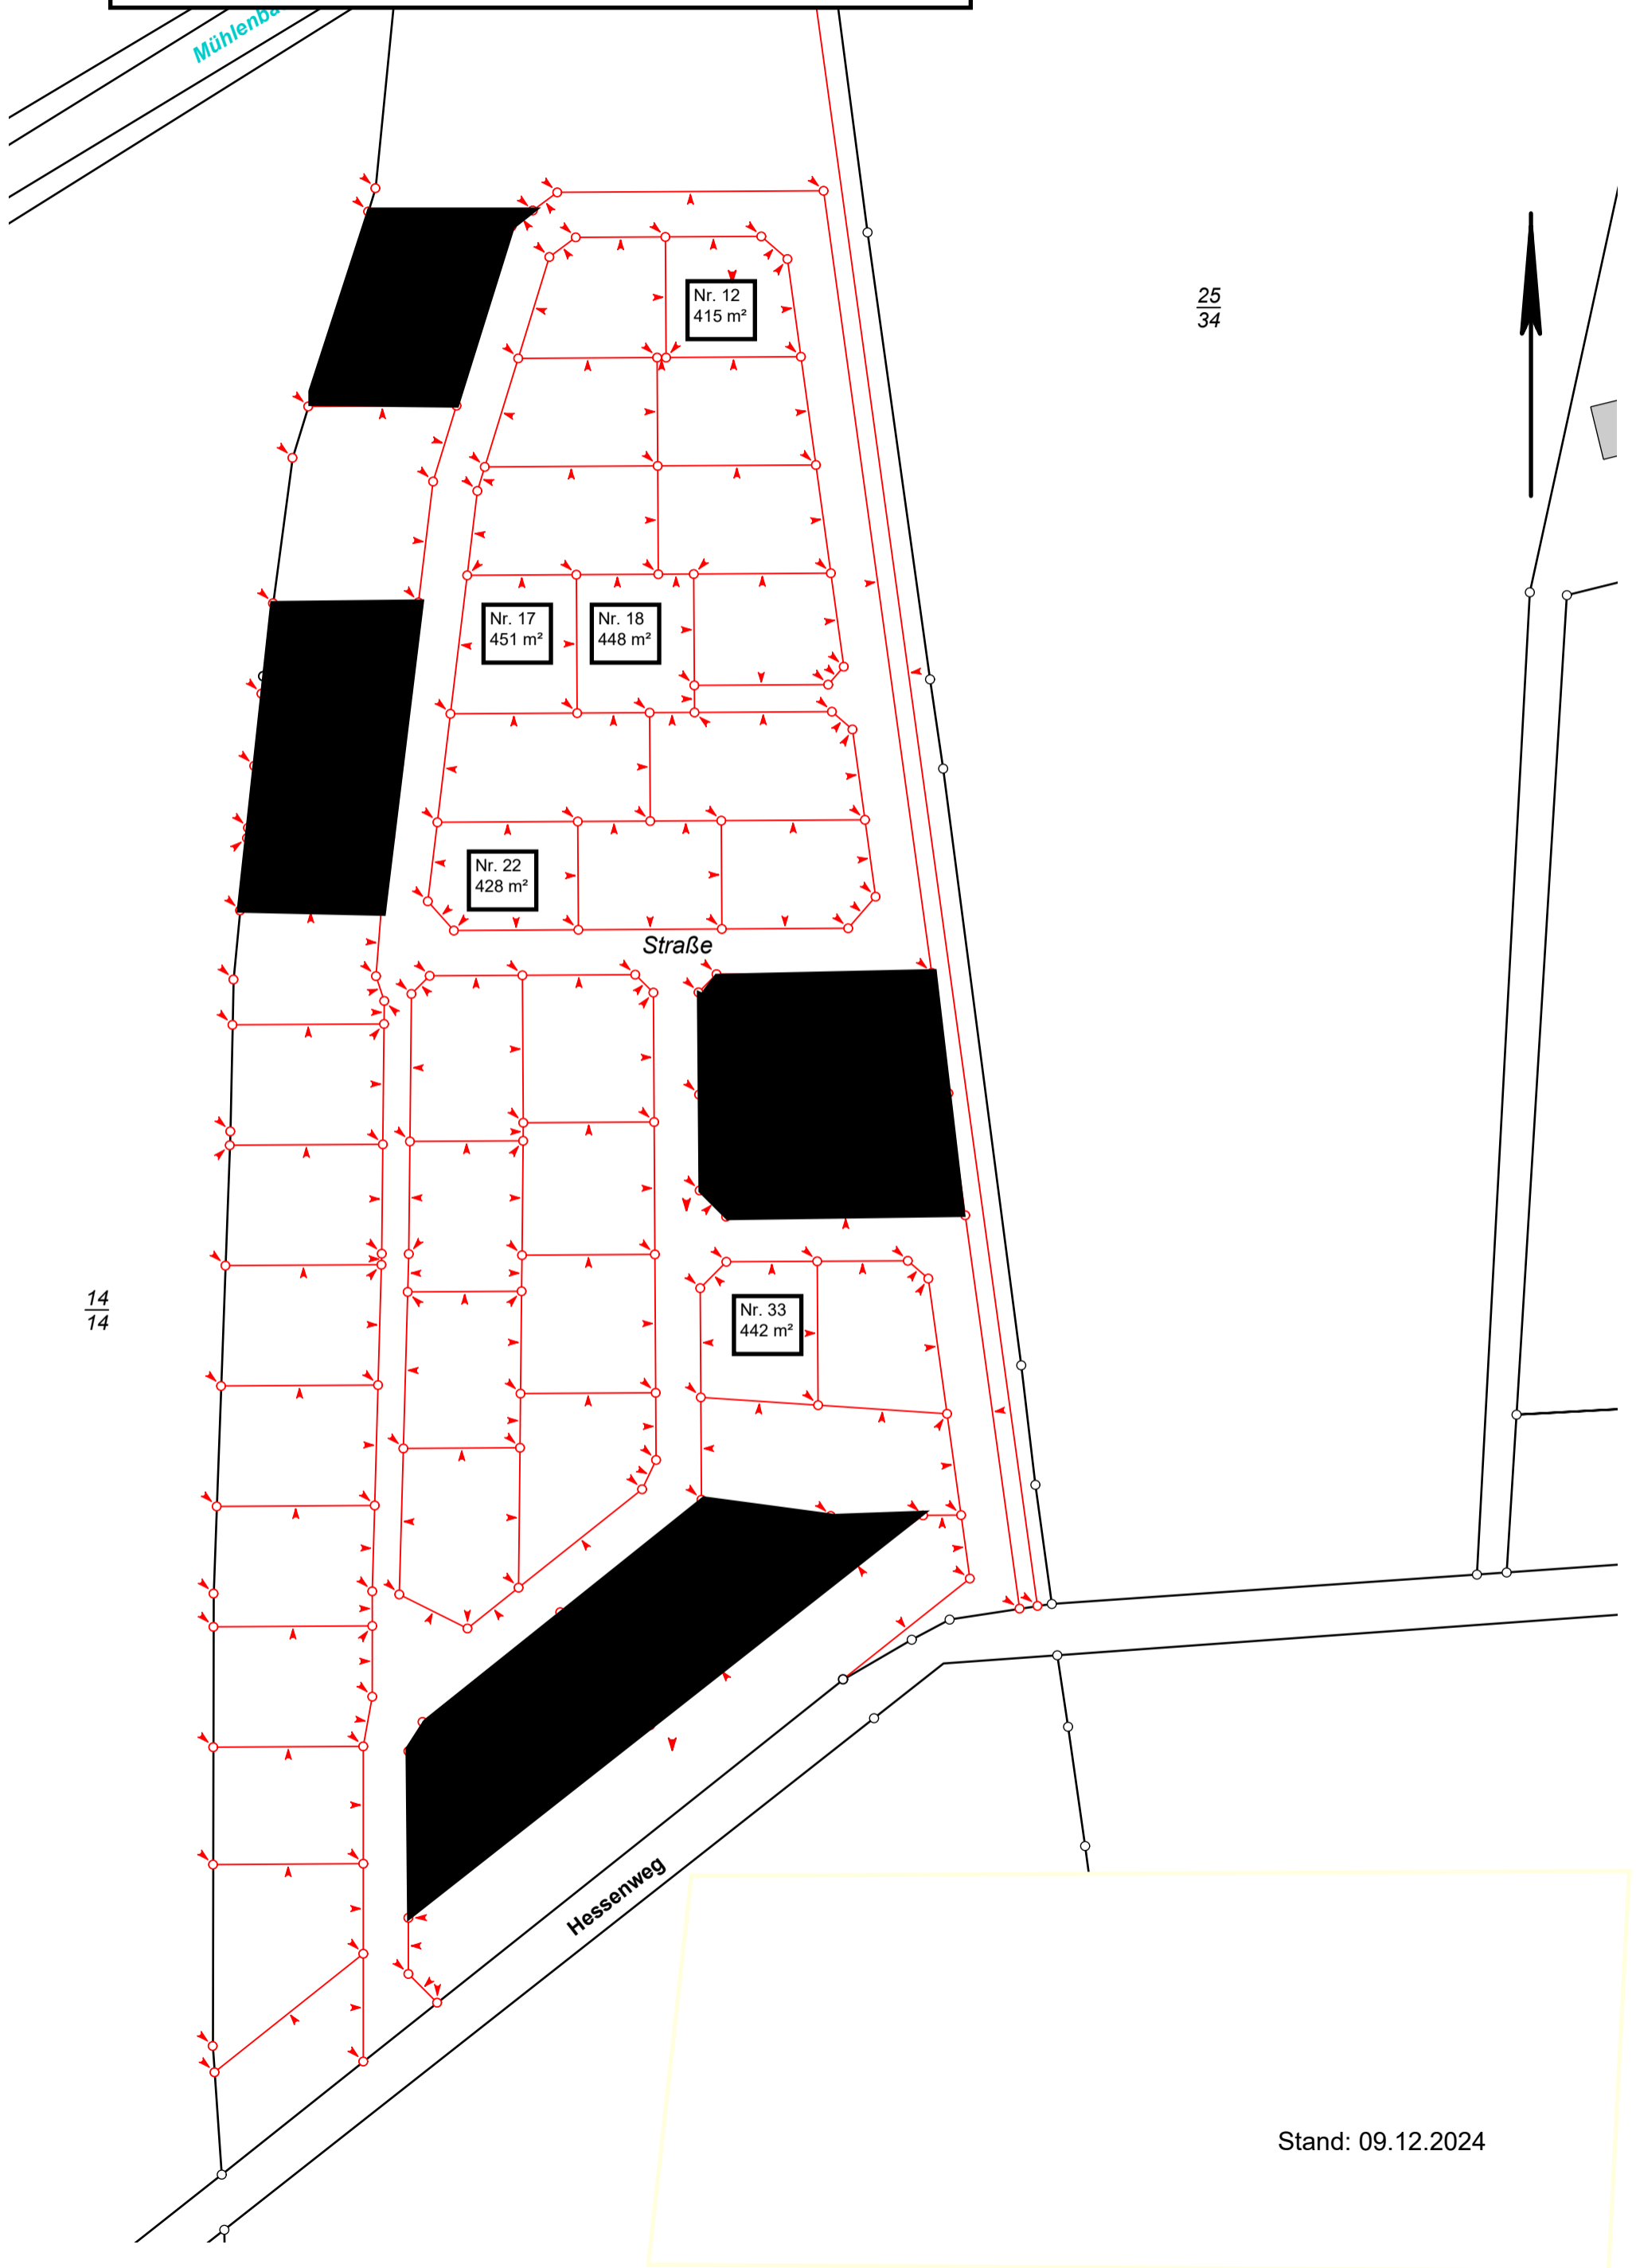 Nr. 12
415 m²
25
34
Nr. 17
451 m²
Nr. 18
448 m²
Nr. 22
428 m²
Straße
14
14
Nr. 33
442 m²
Hessenweg
Stand: 09.12.2024